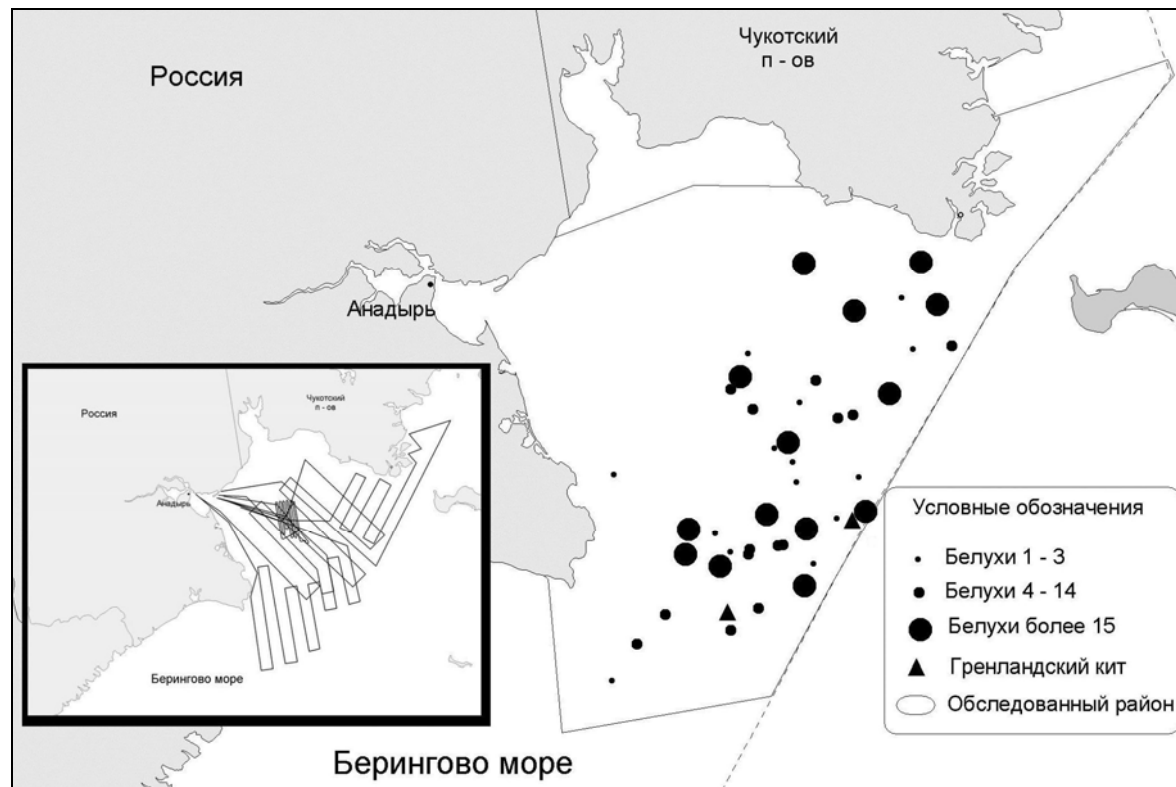 Россия
Чукотский
п - ов
Анадырь
Россия
Чукотский
п - ов
Анадырь
Берингово море
Условные обозначения
Белухи 1 - 3
Белухи 4 - 14
Белухи более 15
Гренландский кит
Обследованный район
Берингово море